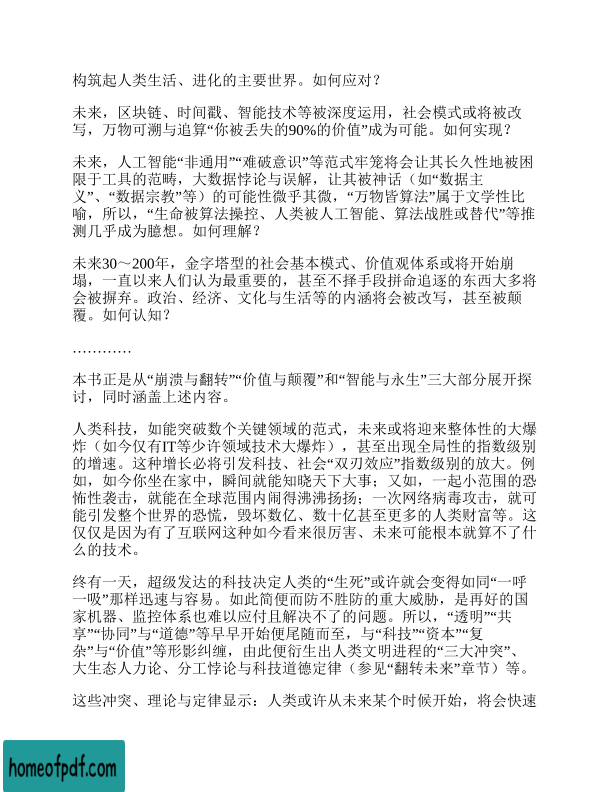 构筑起人类生活、进化的主要世界。如何应对？
未来，区块链、时间戳、智能技术等被深度运用，社会模式或将被改
写，万物可溯与追算“你被丢失的90%的价值”成为可能。如何实现？
未来，人工智能“非通用”“难破意识”等范式牢笼将会让其长久性地被困
限于工具的范畴，大数据悖论与误解，让其被神话（如“数据主
义”、“数据宗教”等）的可能性微乎其微，“万物皆算法”属于文学性比
喻，所以，“生命被算法操控、人类被人工智能、算法战胜或替代”等推
测几乎成为臆想。如何理解？
未来30～200年，金字塔型的社会基本模式、价值观体系或将开始崩
塌，一直以来人们认为最重要的，甚至不择手段拼命追逐的东西大多将
会被摒弃。政治、经济、文化与生活等的内涵将会被改写，甚至被颠
覆。如何认知？
…………
本书正是从“崩溃与翻转”“价值与颠覆”和“智能与永生”三大部分展开探
讨，同时涵盖上述内容。
人类科技，如能突破数个关键领域的范式，未来或将迎来整体性的大爆
炸（如今仅有IT等少许领域技术大爆炸），甚至出现全局性的指数级别
的增速。这种增长必将引发科技、社会“双刃效应”指数级别的放大。例
如，如今你坐在家中，瞬间就能知晓天下大事；又如，一起小范围的恐
怖性袭击，就能在全球范围内闹得沸沸扬扬；一次网络病毒攻击，就可
能引发整个世界的恐慌，毁坏数亿、数十亿甚至更多的人类财富等。这
仅仅是因为有了互联网这种如今看来很厉害、未来可能根本就算不了什
么的技术。
终有一天，超级发达的科技决定人类的“生死”或许就会变得如同“一呼
一吸”那样迅速与容易。如此简便而防不胜防的重大威胁，是再好的国
家机器、监控体系也难以应付且解决不了的问题。所以，“透明”“共
享”“协同”与“道德”等早早开始便尾随而至，与“科技”“资本”“复
杂”与“价值”等形影纠缠，由此便衍生出人类文明进程的“三大冲突”、
大生态人力论、分工悖论与科技道德定律（参见“翻转未来”章节）等。
这些冲突、理论与定律显示：人类或许从未来某个时候开始，将会快速
homeofpdf.com